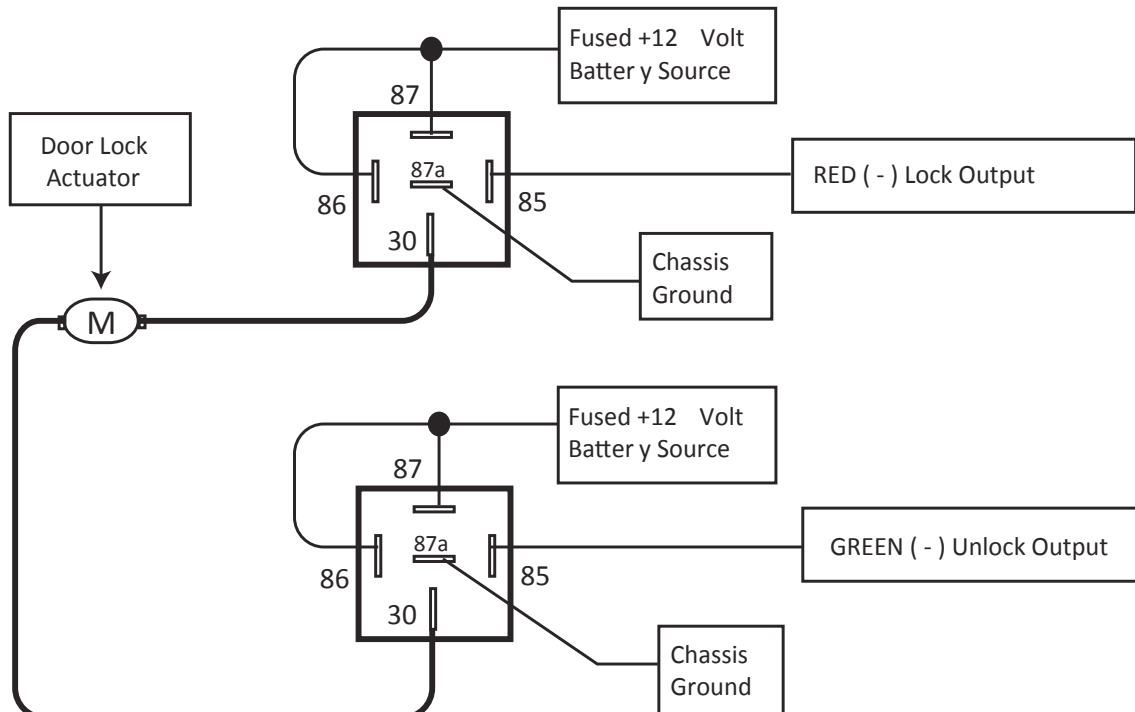 Fused +12 Volt
Batter y Source
87
Door Lock
Actuator
87a
RED ( - ) Lock Output
86
85
30
Chassis
Ground
M
Fused +12 Volt
Batter y Source
87
87a
GREEN ( - ) Unlock Output
86
85
30
Chassis
Ground